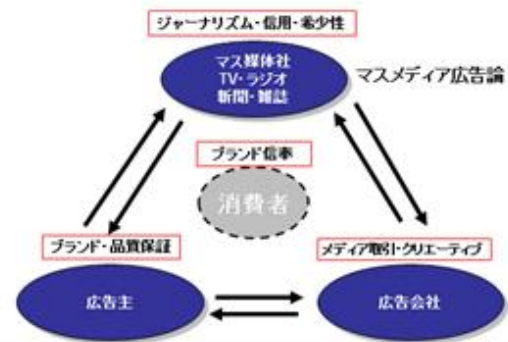 ジャーナリズム・信用・希少性
マス媒体社
TV・ラジオ
新聞・雑誌
マスメディア広告論
ブランド信奉
消費者
ブランド・品質保証
メディア取引・クリエーティブ
広告主
広告会社